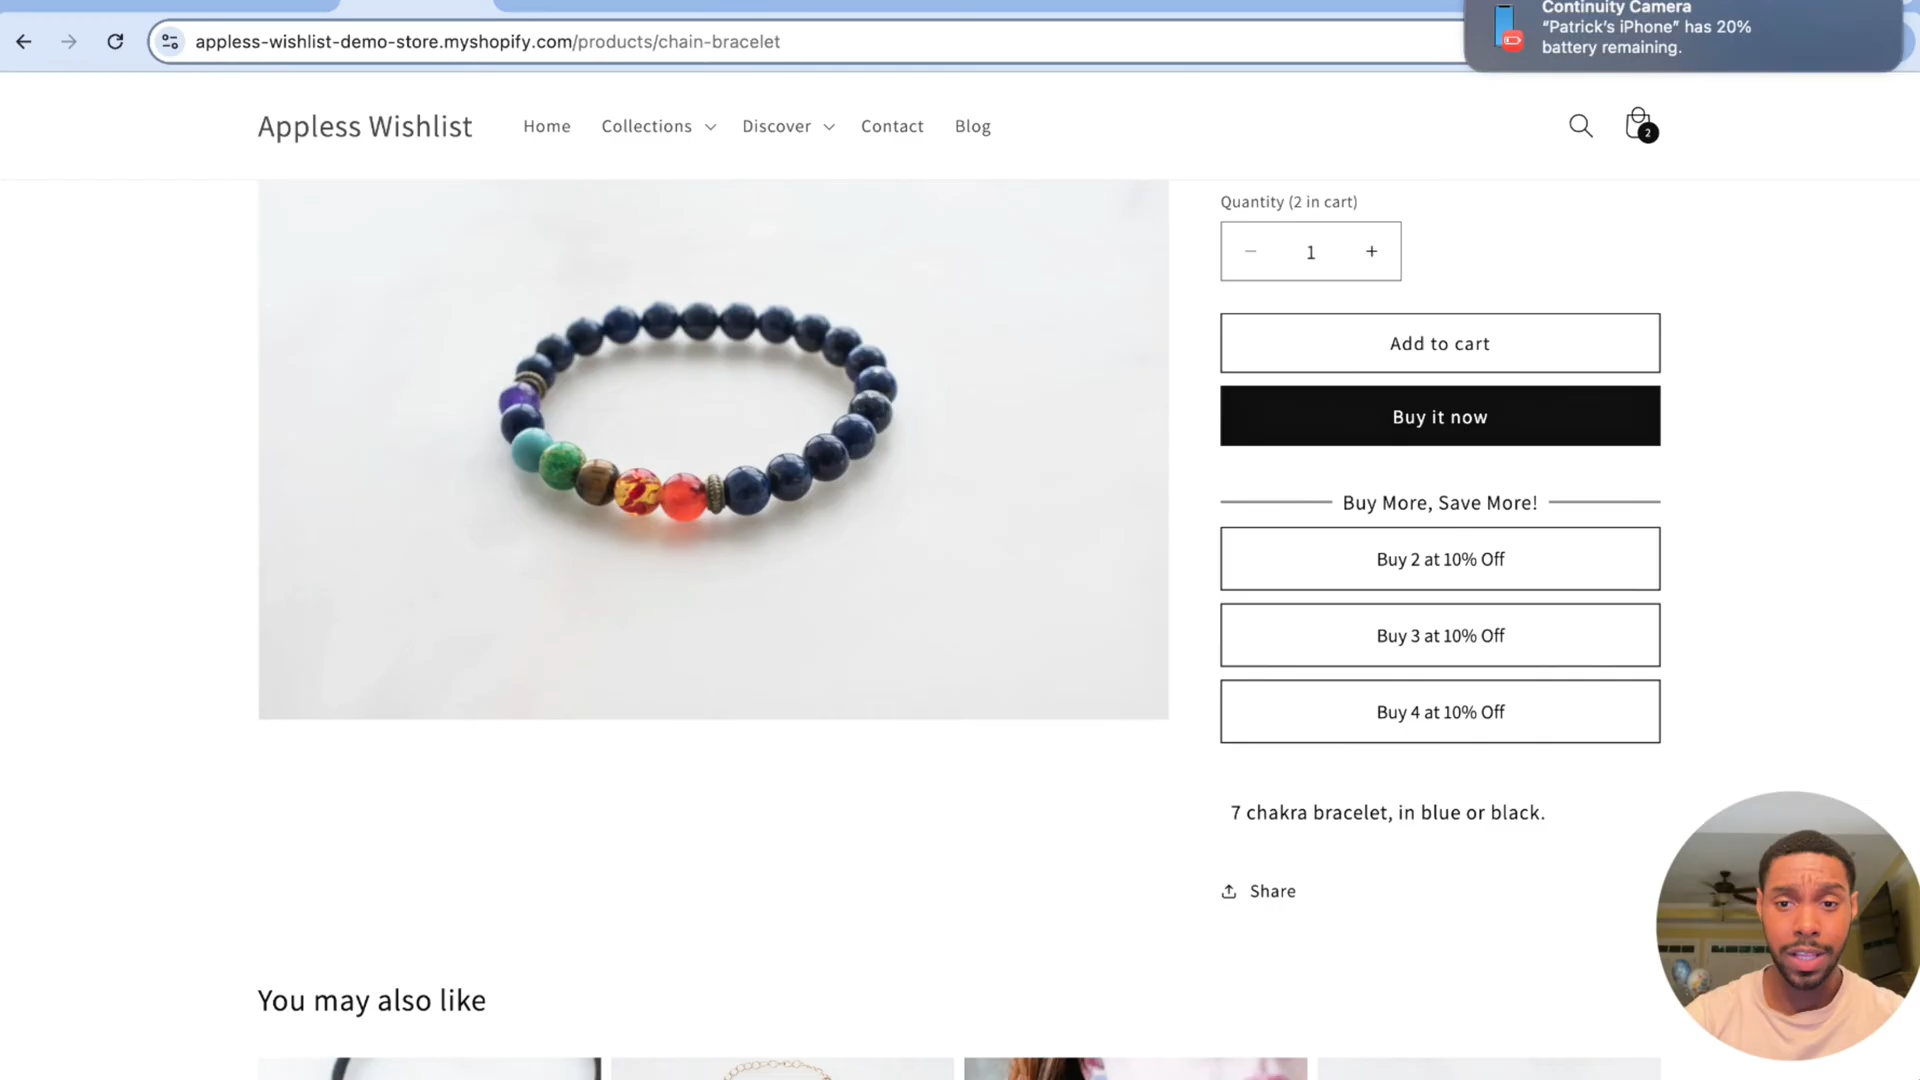 appless-wishlist-demo-store.myshopify.com/products/chain-bracelet
Continuity Camera
“Patrick’s iPhone” has 20%
battery remaining.
Appless Wishlist
Home
Collections
Discover
Contact
Blog
2
Quantity (2 in cart)
1
Add to cart
Buy it now
Buy More, Save More!
Buy 2 at 10% Off
Buy 3 at 10% Off
Buy 4 at 10% Off
7 chakra bracelet, in blue or black.
Share
You may also like